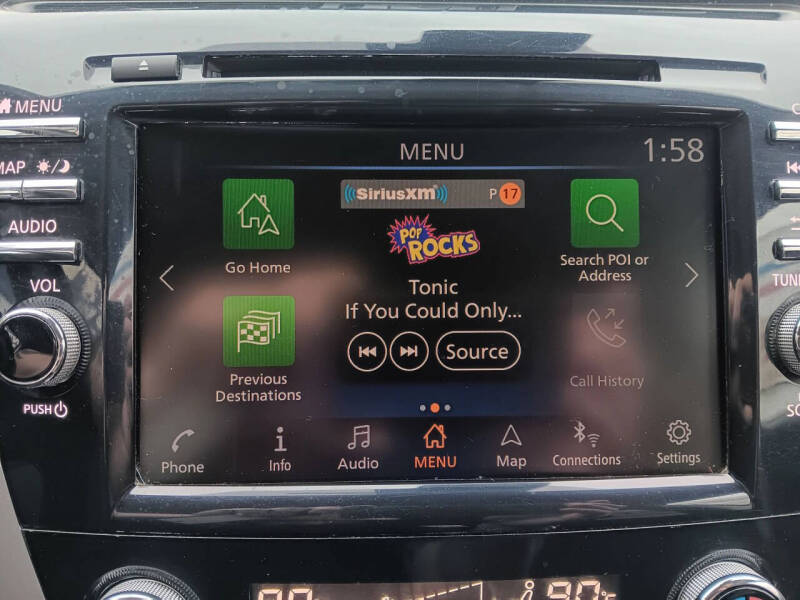 MENU
MAP
AUDIO
VOL
PUSH
MENU
1:58
SiriusXM
P 17
POP
ROCKS
Tonic
If You Could Only...
Source
Go Home
Previous
Destinations
Search POI or
Address
Call History
Phone
Info
Audio
MENU
Map
Connections
Settings
TUNE